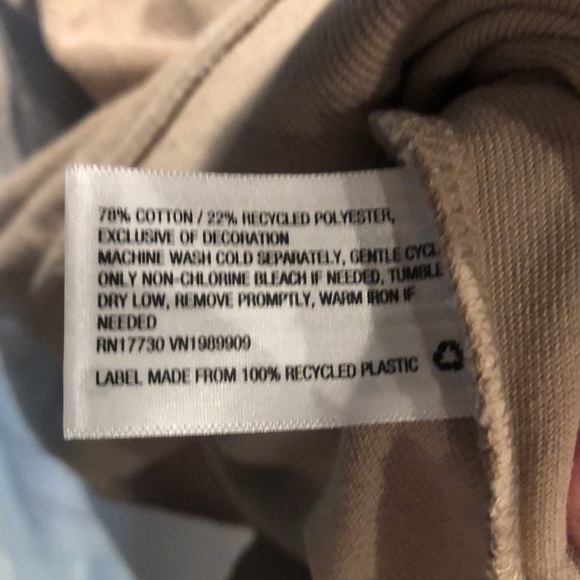 78% COTTON / 22% RECYCLED POLYESTER,
EXCLUSIVE OF DECORATION
MACHINE WASH COLD SEPARATELY, GENTLE CYCL
ONLY NON-CHLORINE BLEACH IF NEEDED, TUMBLE
DRY LOW, REMOVE PROMPTLY, WARM IRON IF
NEEDED
RN17730 VN1989909
LABEL MADE FROM 100% RECYCLED PLASTIC